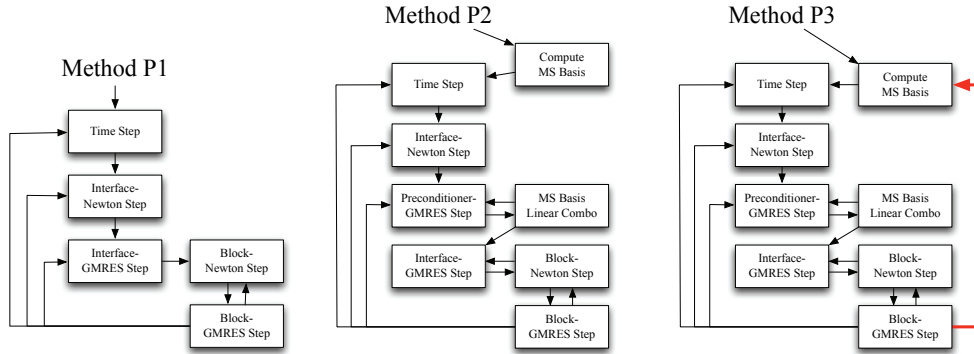 Method P1
Time Step
Interface-
Newton Step
Interface-
GMRES Step
Block-
Newton Step
Block-
GMRES Step
Method P2
Compute
MS Basis
Time Step
Interface-
Newton Step
Preconditioner-
GMRES Step
MS Basis
Linear Combo
Interface-
GMRES Step
Block-
Newton Step
Block-
GMRES Step
Method P3
Compute
MS Basis
Time Step
Interface-
Newton Step
Preconditioner-
GMRES Step
MS Basis
Linear Combo
Interface-
GMRES Step
Block-
Newton Step
Block-
GMRES Step